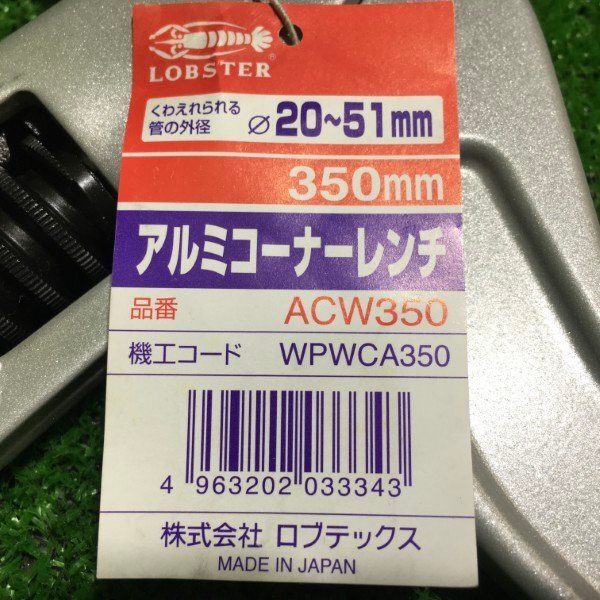 LOBSTER®
くわえれられる
管の外径 ⌀20~51mm
350mm
アルミコーナーレンチ
品番 ACW350
機工コード WPWCA350
4 963202 033343
株式会社 ロブテックス
MADE IN JAPAN